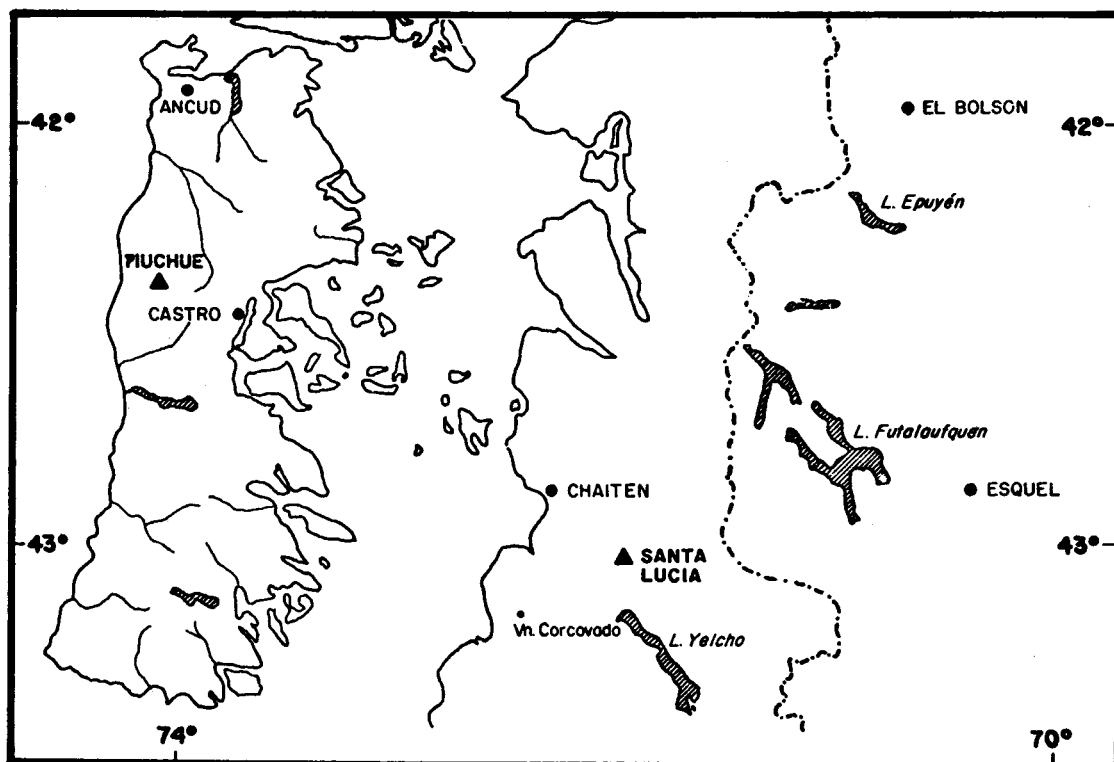 ANCUD
42°
EL BOLSON
42°
L. Epuyén
PIUCHUE
CASTRO
L. Futalaufquen
CHAITEN
ESQUEL
43°
SANTA
LUCIA
43°
Vn. Corcovado
L. Yelcho
74°
70°